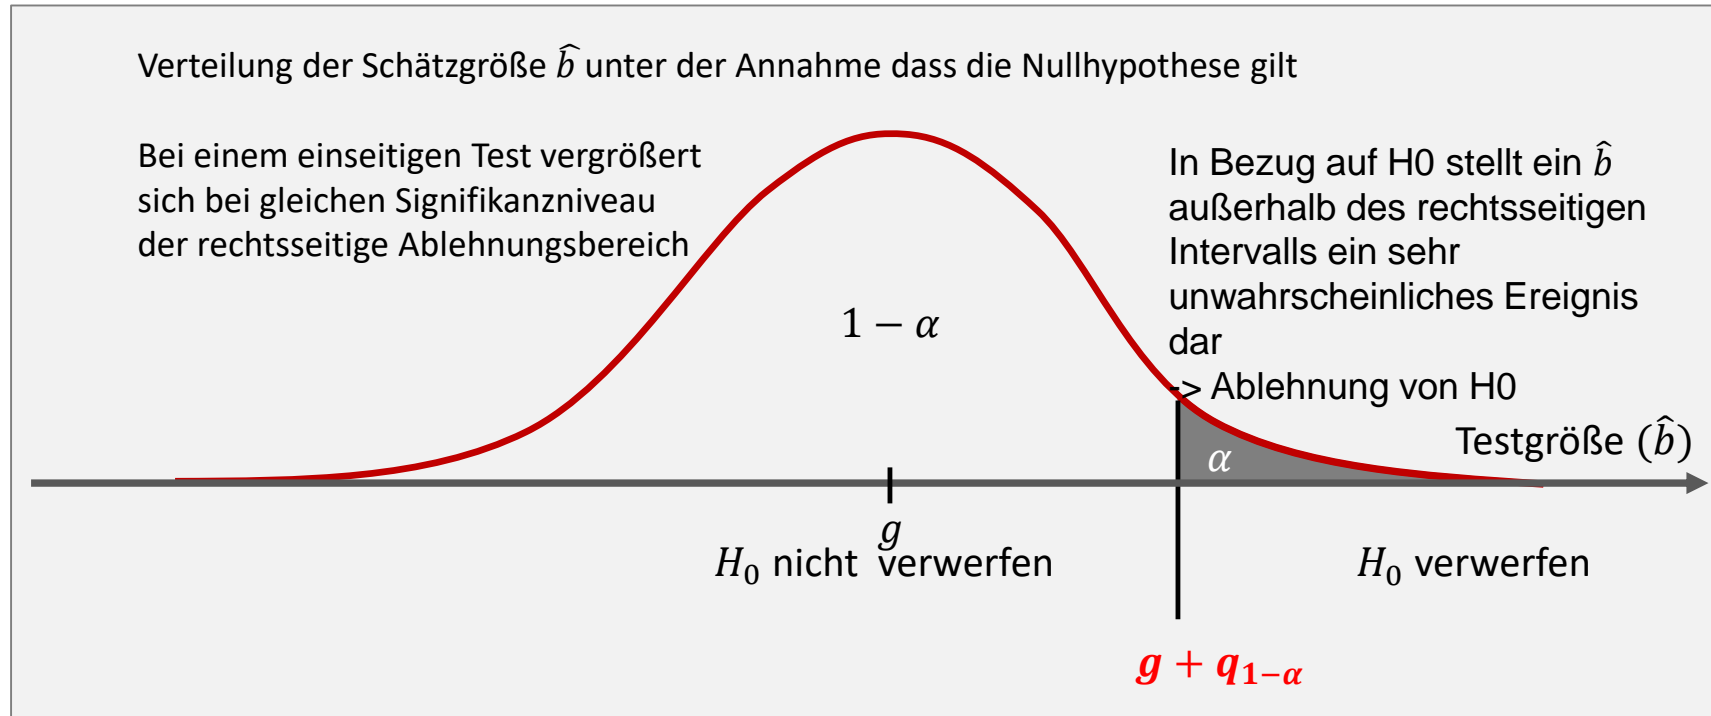 Verteilung der Schätzgröße b̂ unter der Annahme dass die Nullhypothese gilt
Bei einem einseitigen Test vergrößert
sich bei gleichen Signifikanzniveau
der rechtsseitige Ablehnungsbereich
In Bezug auf H0 stellt ein b̂
außerhalb des rechtsseitigen
Intervalls ein sehr
unwahrscheinliches Ereignis
dar
-> Ablehnung von H0
1 − α
Testgröße (b̂)
α
g
H₀ nicht verwerfen
H₀ verwerfen
g + q₁₋α